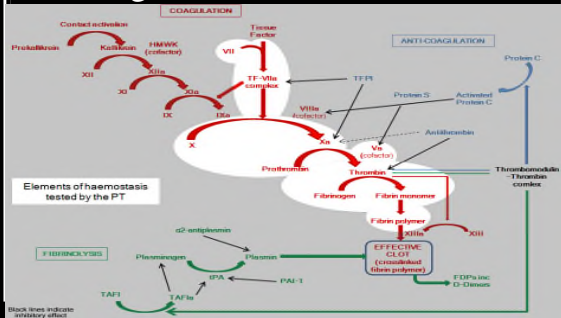 COAGULATION
Contact activation
Prekallikrein
Kallikrein
HMWK
(cofactor)
XII
XIIa
XI
XIa
IX
IXa
Tissue
Factor
VII
TF-VIIa
complex
VIIIa
(cofactor)
X
Xa
Va
(cofactor)
Prothrombin
Thrombin
Fibrinogen
Fibrin monomer
Fibrin polymer
XIIIa
XIII
EFFECTIVE
CLOT
(crosslinked
fibrin polymer)
ANTI-COAGULATION
Protein C
TFPI
Protein S
Activated
Protein C
Antithrombin
Thrombomodulin
-Thrombin
Elements of haemostasis
tested by the PT
FIBRINOLYSIS
α2-antiplasmin
Plasminogen
Plasmin
tPA
PAI-1
TAFI
TAFIa
FDPs inc
D-Dimers
Black lines indicate
inhibitory effect